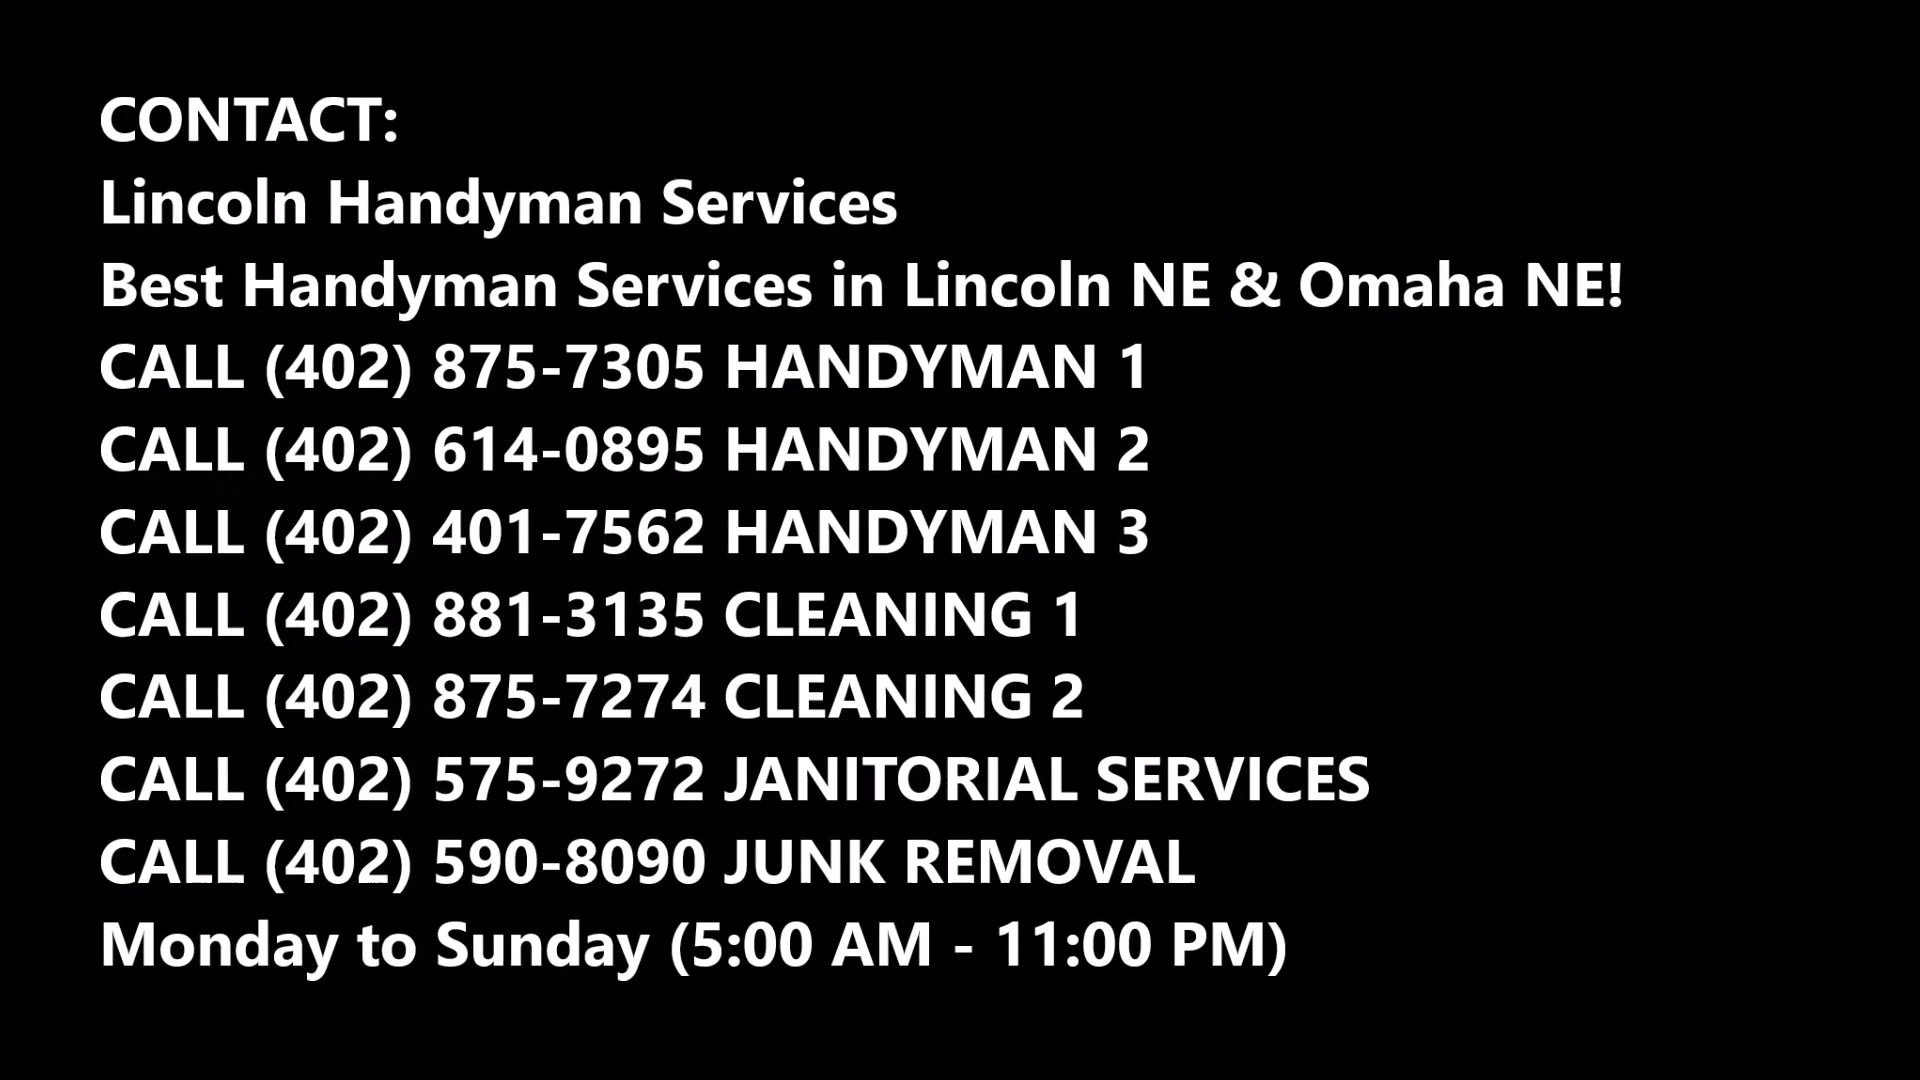 CONTACT:
Lincoln Handyman Services
Best Handyman Services in Lincoln NE & Omaha NE!
CALL (402) 875-7305 HANDYMAN 1
CALL (402) 614-0895 HANDYMAN 2
CALL (402) 401-7562 HANDYMAN 3
CALL (402) 881-3135 CLEANING 1
CALL (402) 875-7274 CLEANING 2
CALL (402) 575-9272 JANITORIAL SERVICES
CALL (402) 590-8090 JUNK REMOVAL
Monday to Sunday (5:00 AM - 11:00 PM)